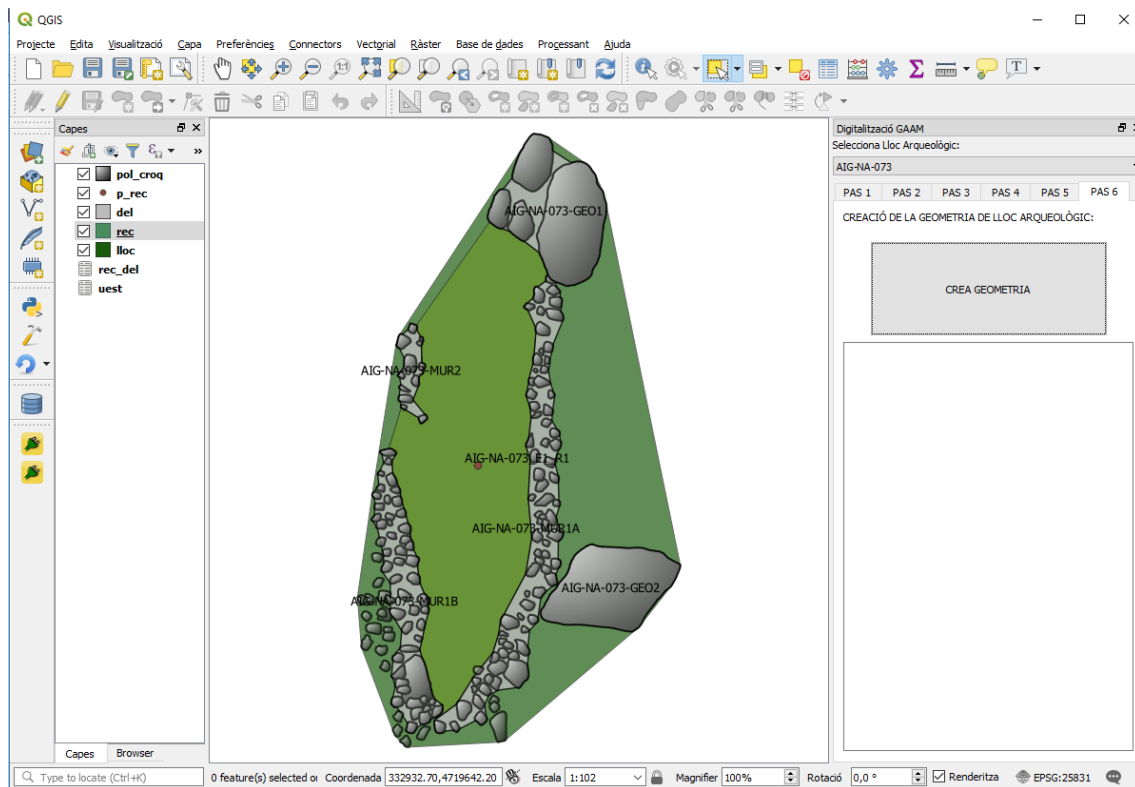 QGIS
Projecte Edita Visualització Capa Preferències Connectors Vectorial Ràster Base de dades Processant Ajuda
Capes
Digitalització GAAM
Selecciona Lloc Arqueològic:
AIG-NA-073
PAS 1 PAS 2 PAS 3 PAS 4 PAS 5 PAS 6
CREACIÓ DE LA GEOMETRIA DE LLOC ARQUEOLÒGIC:
CREA GEOMETRIA
pol_croq
p_rec
del
rec
lloc
rec_del
uest
AIG-NA-073-GEO1
AIG-NA-073-MUR2
AIG-NA-073_E1_R1
AIG-NA-073-MUR1A
AIG-NA-073-GEO2
AIG-NA-073-MUR1B
Capes Browser
Type to locate (Ctrl+K) 0 feature(s) selected on Coordenada 332932.70,4719642.20 Escala 1:102 Magnifier 100% Rotació 0,0 ° Renderitza EPSG:25831